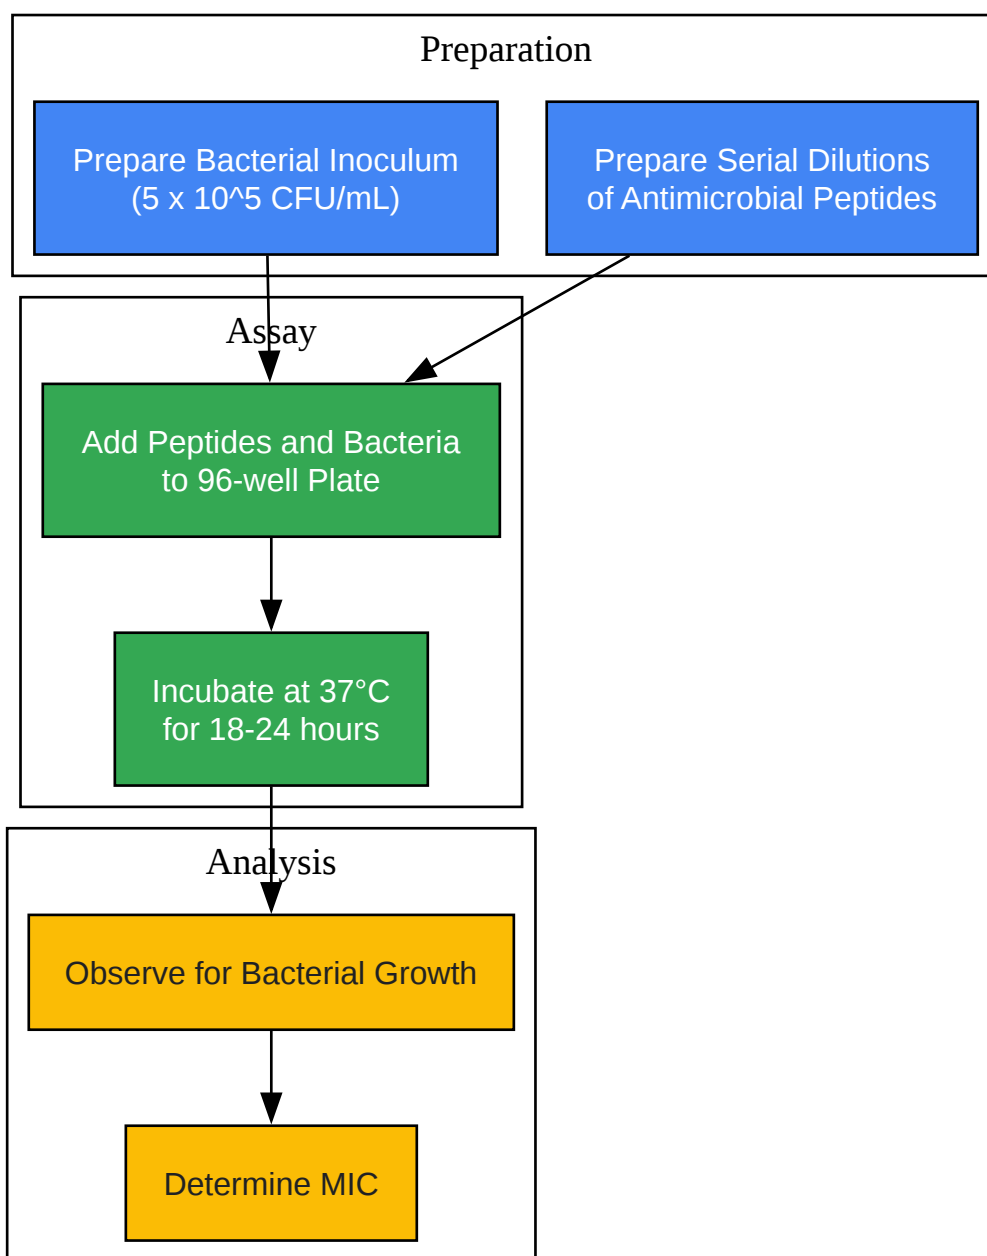 Preparation
Prepare Bacterial Inoculum
(5 x 10^5 CFU/mL)
Prepare Serial Dilutions
of Antimicrobial Peptides
Assay
Add Peptides and Bacteria
to 96-well Plate
Incubate at 37°C
for 18-24 hours
Analysis
Observe for Bacterial Growth
Determine MIC